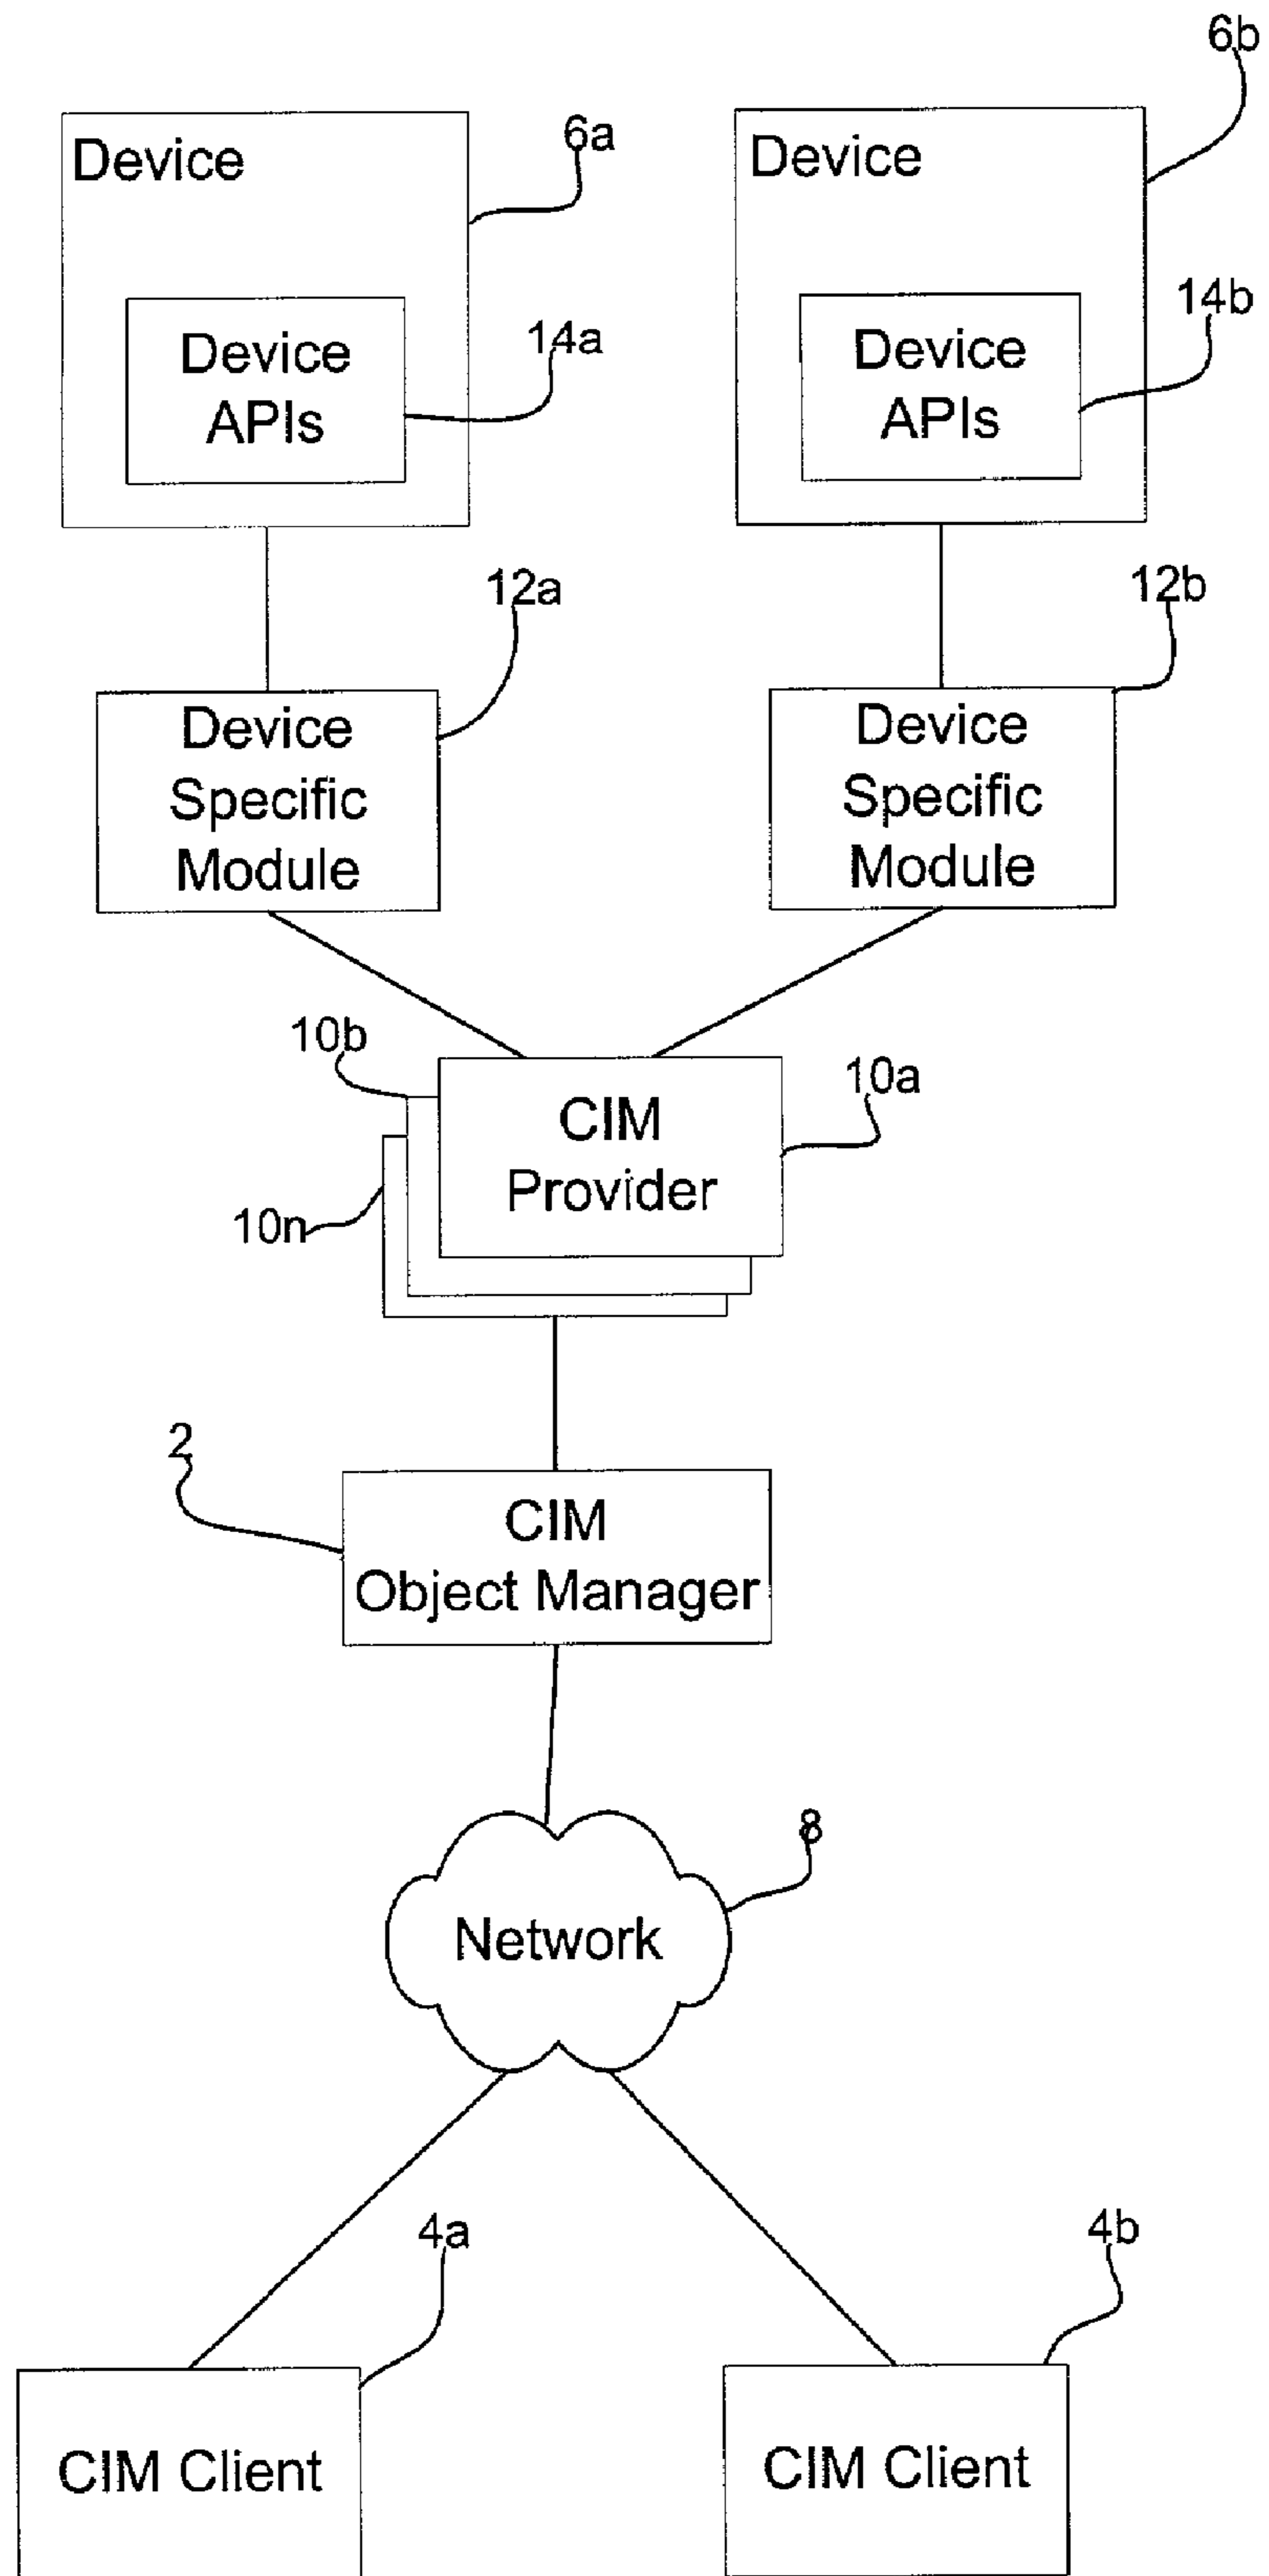 6b
6a
Device
Device
14b
14a
Device
APIs
Device
APIs
12a
12b
Device
Specific
Module
Device
Specific
Module
10b
10a
CIM
Provider
10n
2
CIM
Object Manager
8
Network
4a
4b
CIM Client
CIM Client